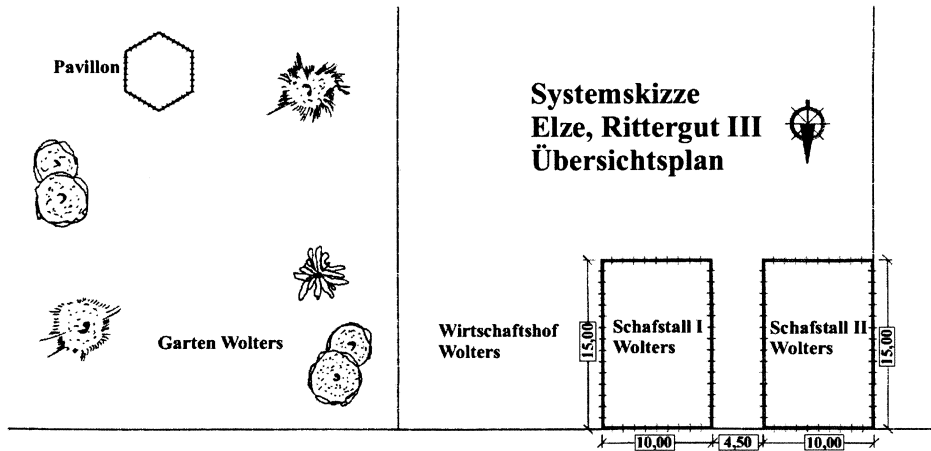 Pavillon
Systemskizze
Elze, Rittergut III
Übersichtsplan
Garten Wolters
Wirtschaftshof
Wolters
15,00
Schafstall I
Wolters
Schafstall II
Wolters
15,00
10,00
4,50
10,00